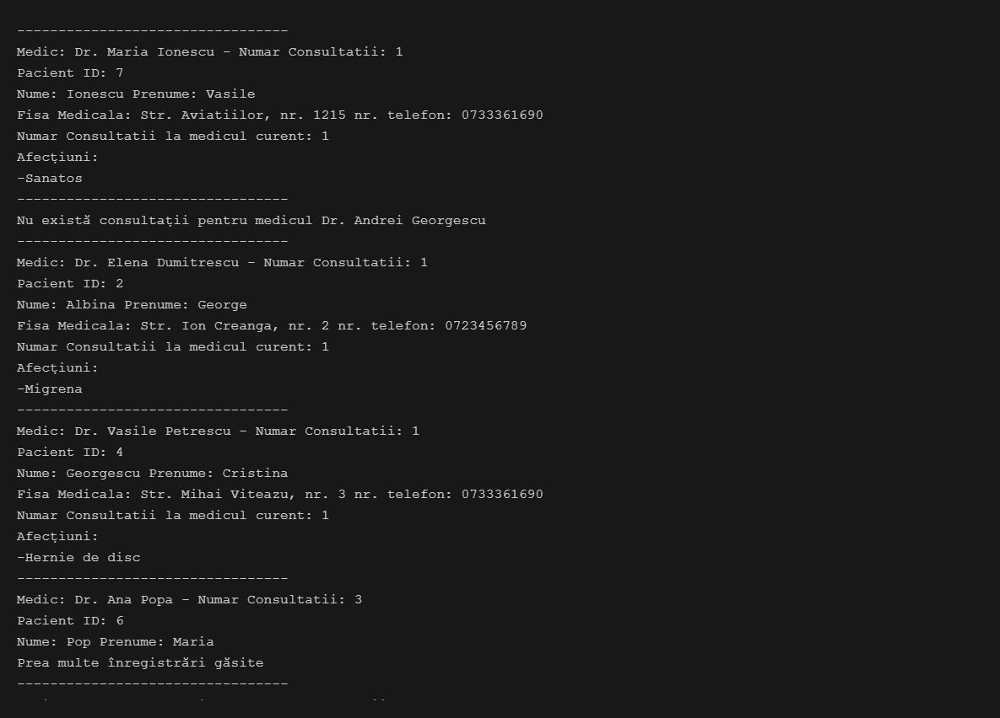 ---------------------------------
Medic: Dr. Maria Ionescu - Numar Consultatii: 1
Pacient ID: 7
Nume: Ionescu Prenume: Vasile
Fisa Medicala: Str. Aviatiilor, nr. 1215 nr. telefon: 0733361690
Numar Consultatii la medicul curent: 1
Afecțiuni:
-Sanatos
---------------------------------
Nu există consultații pentru medicul Dr. Andrei Georgescu
---------------------------------
Medic: Dr. Elena Dumitrescu - Numar Consultatii: 1
Pacient ID: 2
Nume: Albina Prenume: George
Fisa Medicala: Str. Ion Creanga, nr. 2 nr. telefon: 0723456789
Numar Consultatii la medicul curent: 1
Afecțiuni:
-Migrena
---------------------------------
Medic: Dr. Vasile Petrescu - Numar Consultatii: 1
Pacient ID: 4
Nume: Georgescu Prenume: Cristina
Fisa Medicala: Str. Mihai Viteazu, nr. 3 nr. telefon: 0733361690
Numar Consultatii la medicul curent: 1
Afecțiuni:
-Hernie de disc
---------------------------------
Medic: Dr. Ana Popa - Numar Consultatii: 3
Pacient ID: 6
Nume: Pop Prenume: Maria
Prea multe înregistrări găsite
---------------------------------